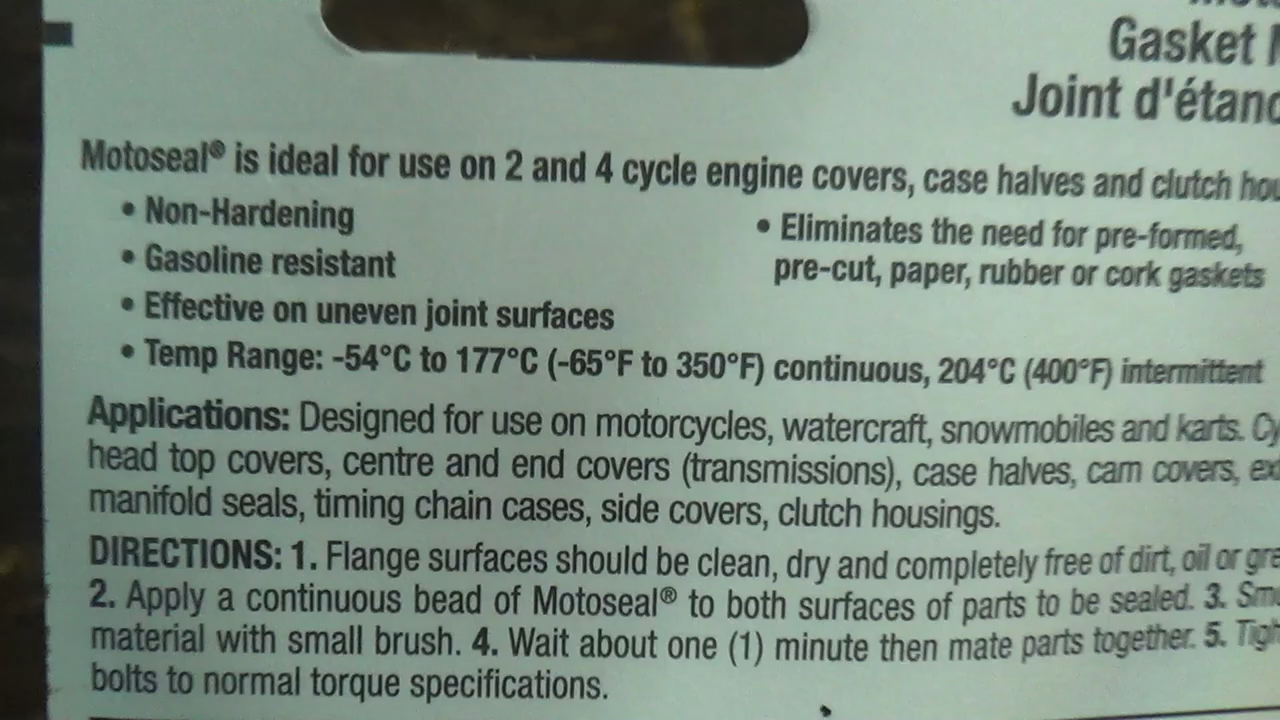 Gasket
Joint
Motoseal® is ideal for use on 2 and 4 cycle engine covers, case halves and clutch
• Non-Hardening
• Gasoline resistant
• Effective on uneven joint surfaces
• Eliminates the need for pre-formed,
pre-cut, paper, rubber or cork gaskets
• Temp Range: -54°C to 177°C (-65°F to 350°F) continuous, 204°C (400°F) intermittent
Applications: Designed for use on motorcycles, watercraft, snowmobiles and karts.
head top covers, centre and end covers (transmissions), case halves, cam covers,
manifold seals, timing chain cases, side covers, clutch housings.
DIRECTIONS: 1. Flange surfaces should be clean, dry and completely free of dirt, oil or
2. Apply a continuous bead of Motoseal® to both surfaces of parts to be sealed. 3.
material with small brush. 4. Wait about one (1) minute then mate parts together. 5.
bolts to normal torque specifications.